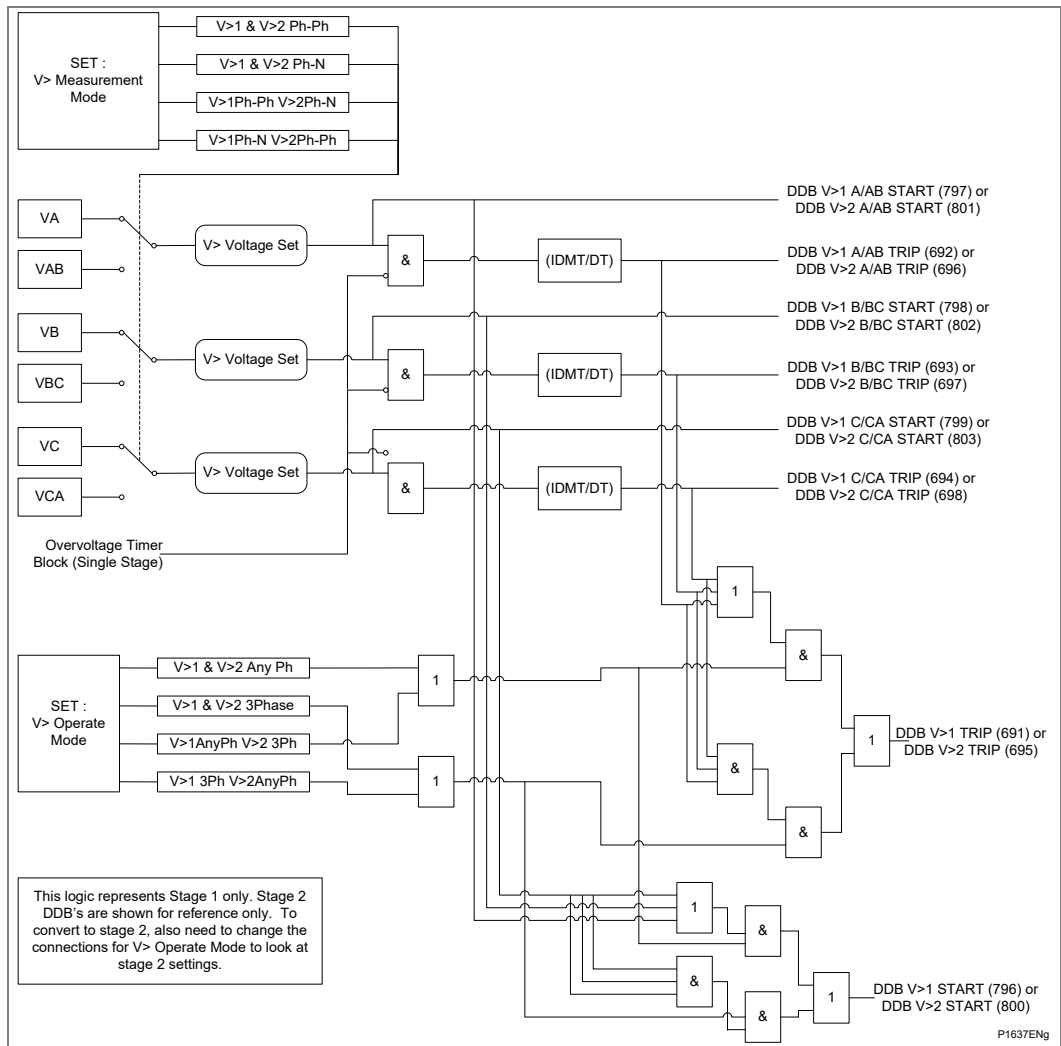 SET :
V> Measurement
Mode
V>1 & V>2 Ph-Ph
V>1 & V>2 Ph-N
V>1Ph-Ph V>2Ph-N
V>1Ph-N V>2Ph-Ph
VA
VAB
VB
VBC
VC
VCA
V> Voltage Set
V> Voltage Set
V> Voltage Set
&
&
&
(IDMT/DT)
(IDMT/DT)
(IDMT/DT)
DDB V>1 A/AB START (797) or
DDB V>2 A/AB START (801)
DDB V>1 A/AB TRIP (692) or
DDB V>2 A/AB TRIP (696)
DDB V>1 B/BC START (798) or
DDB V>2 B/BC START (802)
DDB V>1 B/BC TRIP (693) or
DDB V>2 B/BC TRIP (697)
DDB V>1 C/CA START (799) or
DDB V>2 C/CA START (803)
DDB V>1 C/CA TRIP (694) or
DDB V>2 C/CA TRIP (698)
Overvoltage Timer
Block (Single Stage)
SET :
V> Operate
Mode
V>1 & V>2 Any Ph
V>1 & V>2 3Phase
V>1AnyPh V>2 3Ph
V>1 3Ph V>2AnyPh
1
1
1
&
&
&
1
DDB V>1 TRIP (691) or
DDB V>2 TRIP (695)
This logic represents Stage 1 only. Stage 2
DDB's are shown for reference only. To
convert to stage 2, also need to change the
connections for V> Operate Mode to look at
stage 2 settings.
1
&
&
&
1
DDB V>1 START (796) or
DDB V>2 START (800)
P1637ENg